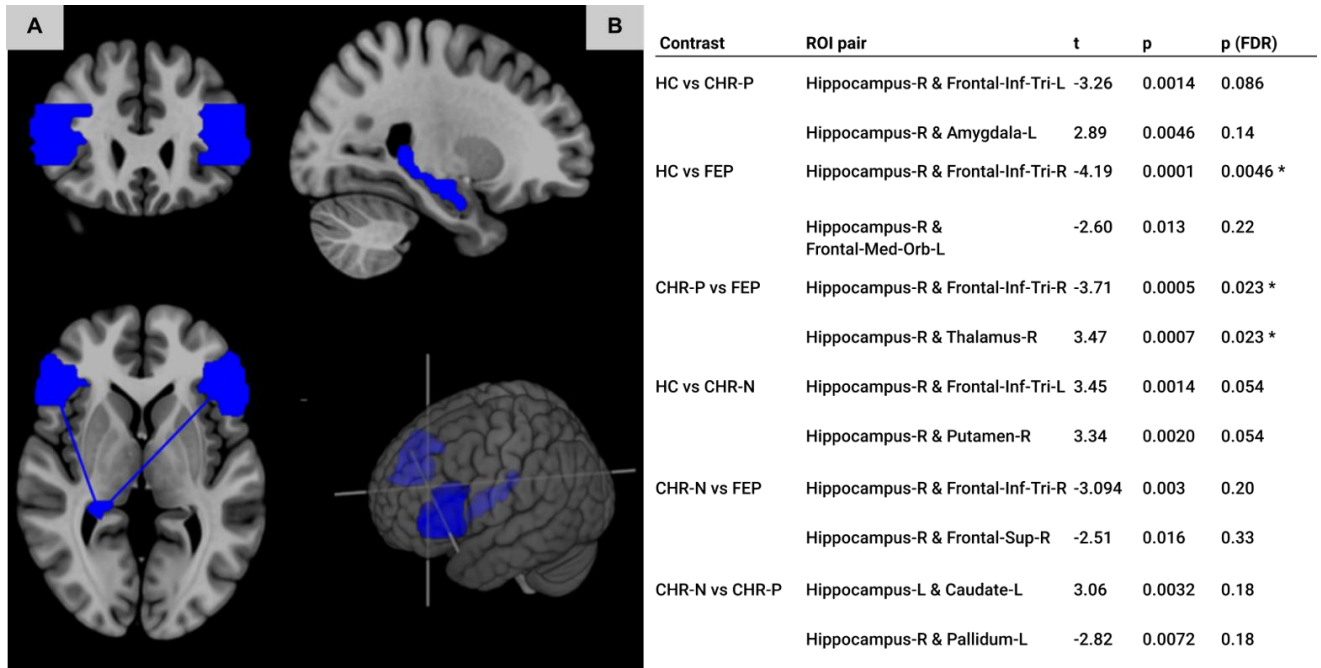 A
B
Contrast ROI pair t p p (FDR)
HC vs CHR-P Hippocampus-R & Frontal-Inf-Tri-L -3.26 0.0014 0.086
Hippocampus-R & Amygdala-L 2.89 0.0046 0.14
HC vs FEP Hippocampus-R & Frontal-Inf-Tri-R -4.19 0.0001 0.0046 *
Hippocampus-R &
Frontal-Med-Orb-L -2.60 0.013 0.22
CHR-P vs FEP Hippocampus-R & Frontal-Inf-Tri-R -3.71 0.0005 0.023 *
Hippocampus-R & Thalamus-R 3.47 0.0007 0.023 *
HC vs CHR-N Hippocampus-R & Frontal-Inf-Tri-L 3.45 0.0014 0.054
Hippocampus-R & Putamen-R 3.34 0.0020 0.054
CHR-N vs FEP Hippocampus-R & Frontal-Inf-Tri-R -3.094 0.003 0.20
Hippocampus-R & Frontal-Sup-R -2.51 0.016 0.33
CHR-N vs CHR-P Hippocampus-L & Caudate-L 3.06 0.0032 0.18
Hippocampus-R & Pallidum-L -2.82 0.0072 0.18